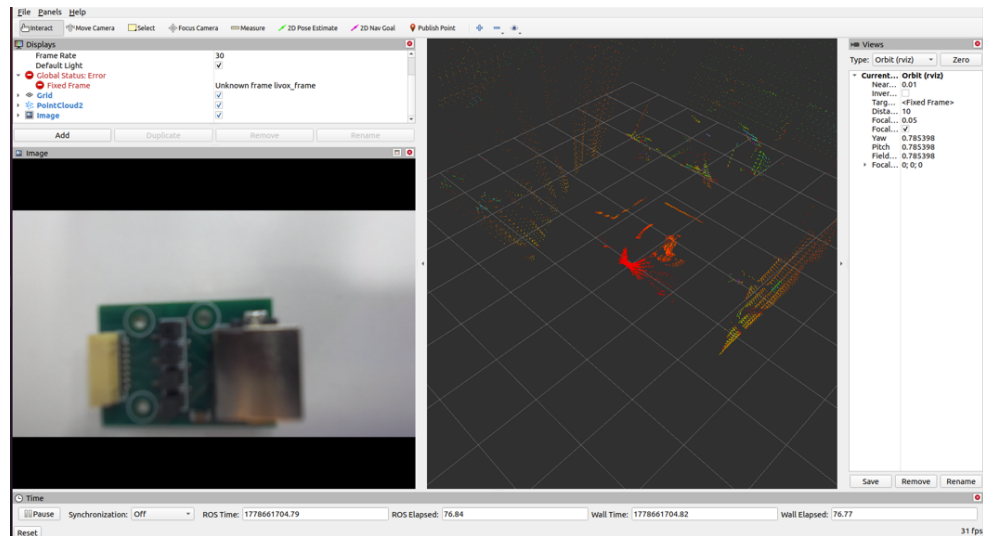 File Panels Help
Interact Move Camera Select Focus Camera Measure 2D Pose Estimate 2D Nav Goal Publish Point
Displays
Frame Rate 30
Default Light
Global Status: Error
Fixed Frame Unknown frame livox_frame
Grid
PointCloud2
Image
Add Duplicate Remove Rename
Image
Views
Type: Orbit (rviz) Zero
Current... Orbit (rviz)
Near... 0.01
Inver...
Targ... <Fixed Frame>
Dista... 10
Focal... 0.05
Focal...
Yaw 0.785398
Pitch 0.785398
Field... 0.785398
Focal... 0; 0; 0
Save Remove Rename
Time
Pause Synchronization: Off ROS Time: 1778661704.79 ROS Elapsed: 76.84 Wall Time: 1778661704.82 Wall Elapsed: 76.77
Reset 31 fps